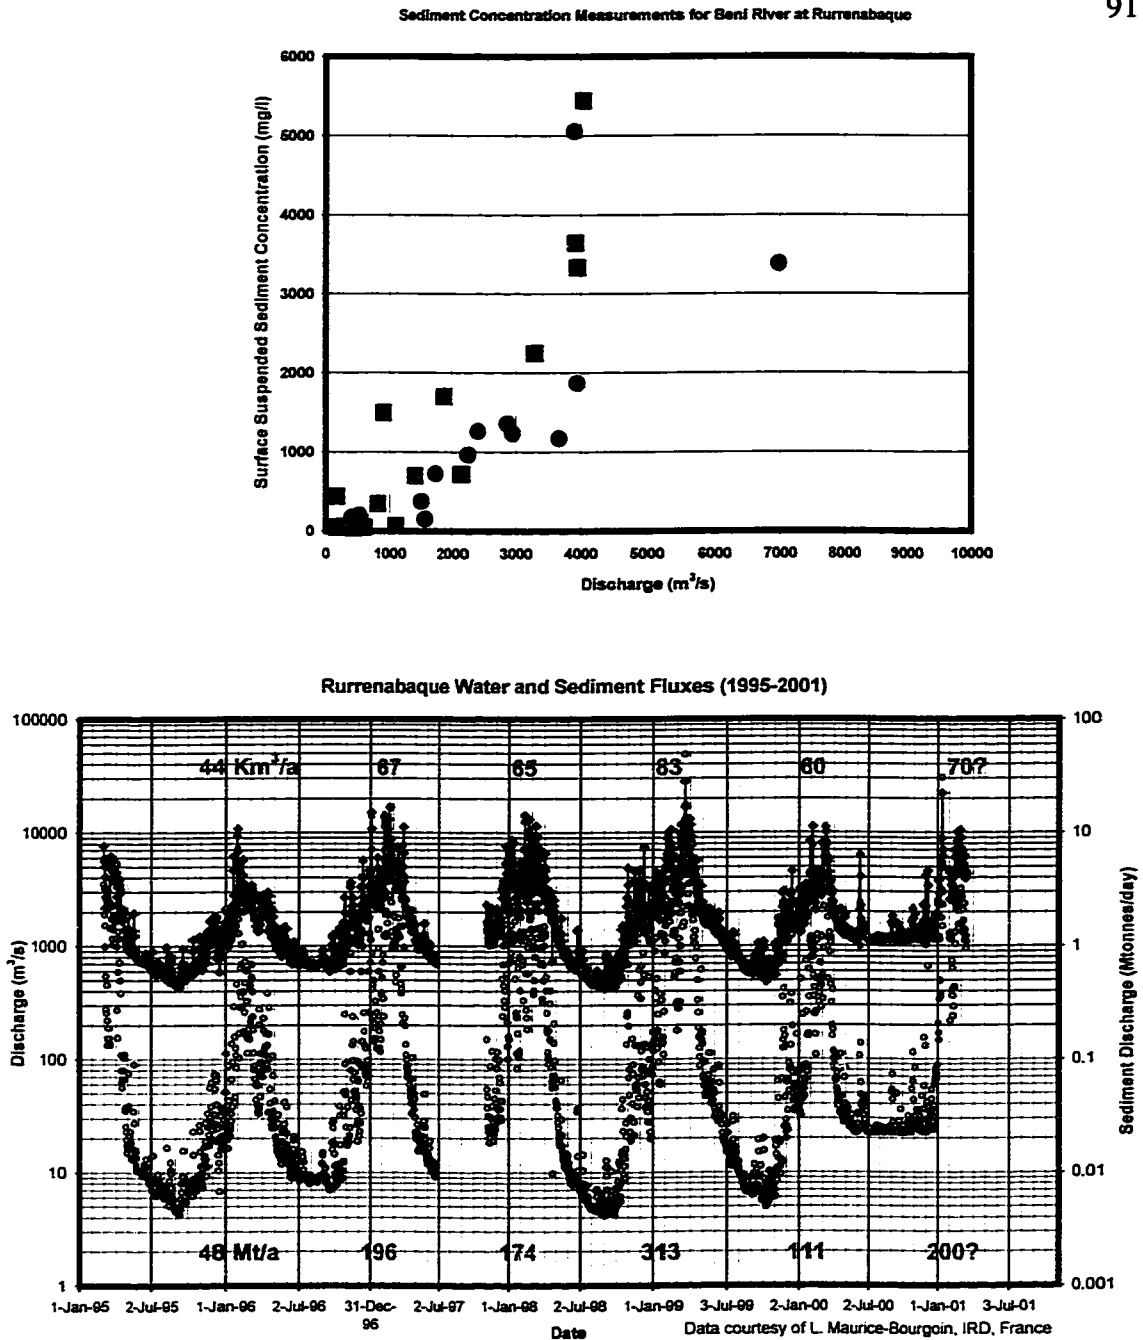 91
Sediment Concentration Measurements for Beni River at Rurrenabaque
Surface Suspended Sediment Concentration (mg/l)
6000
5000
4000
3000
2000
1000
0
0 1000 2000 3000 4000 5000 6000 7000 8000 9000 10000
Discharge (m³/s)
Rurrenabaque Water and Sediment Fluxes (1995-2001)
Discharge (m³/s)
100000
10000
1000
100
10
1
44 Km³/a 67 65 83 60 70?
48 Mt/a 196 174 313 111 200?
100
10
1
0.1
0.01
0.001
Sediment Discharge (Mtonnes/day)
1-Jan-95 2-Jul-95 1-Jan-96 2-Jul-96 31-Dec-96 2-Jul-97 1-Jan-98 2-Jul-98 1-Jan-99 3-Jul-99 2-Jan-00 2-Jul-00 1-Jan-01 3-Jul-01
Date
Data courtesy of L. Maurice-Bourgoin, IRD, France